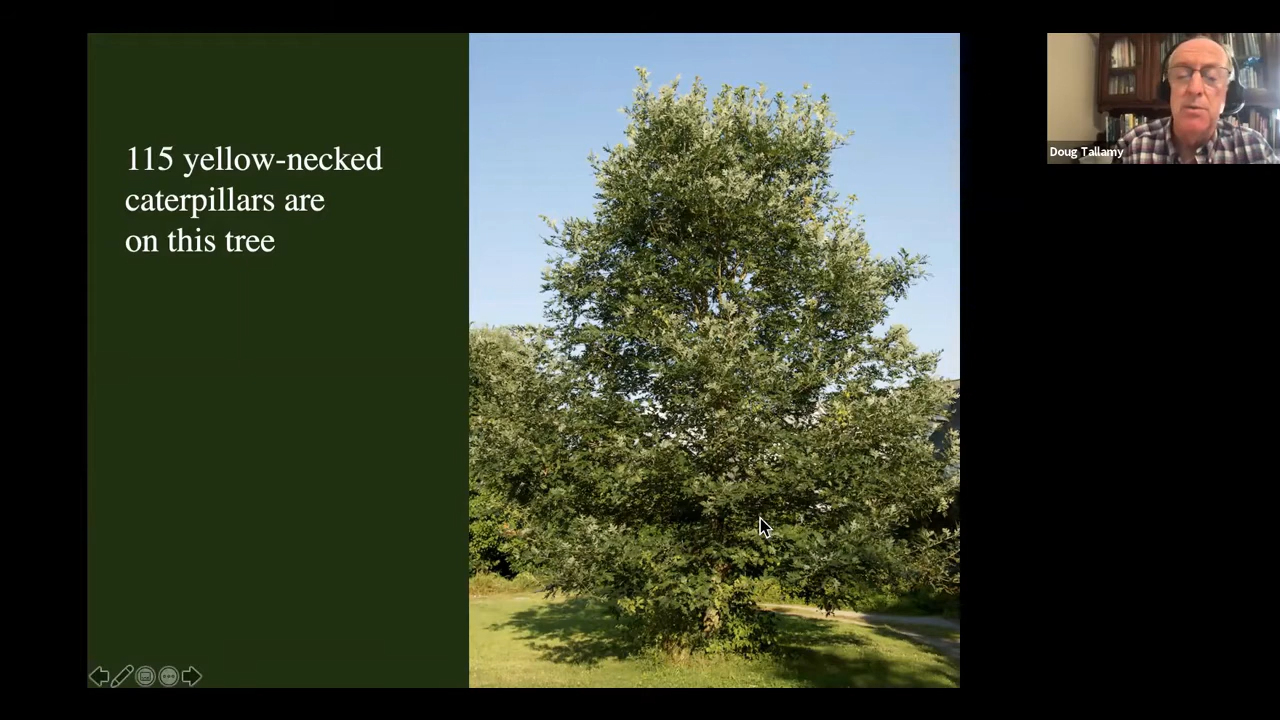 115 yellow-necked
caterpillars are
on this tree
Doug Tallamy